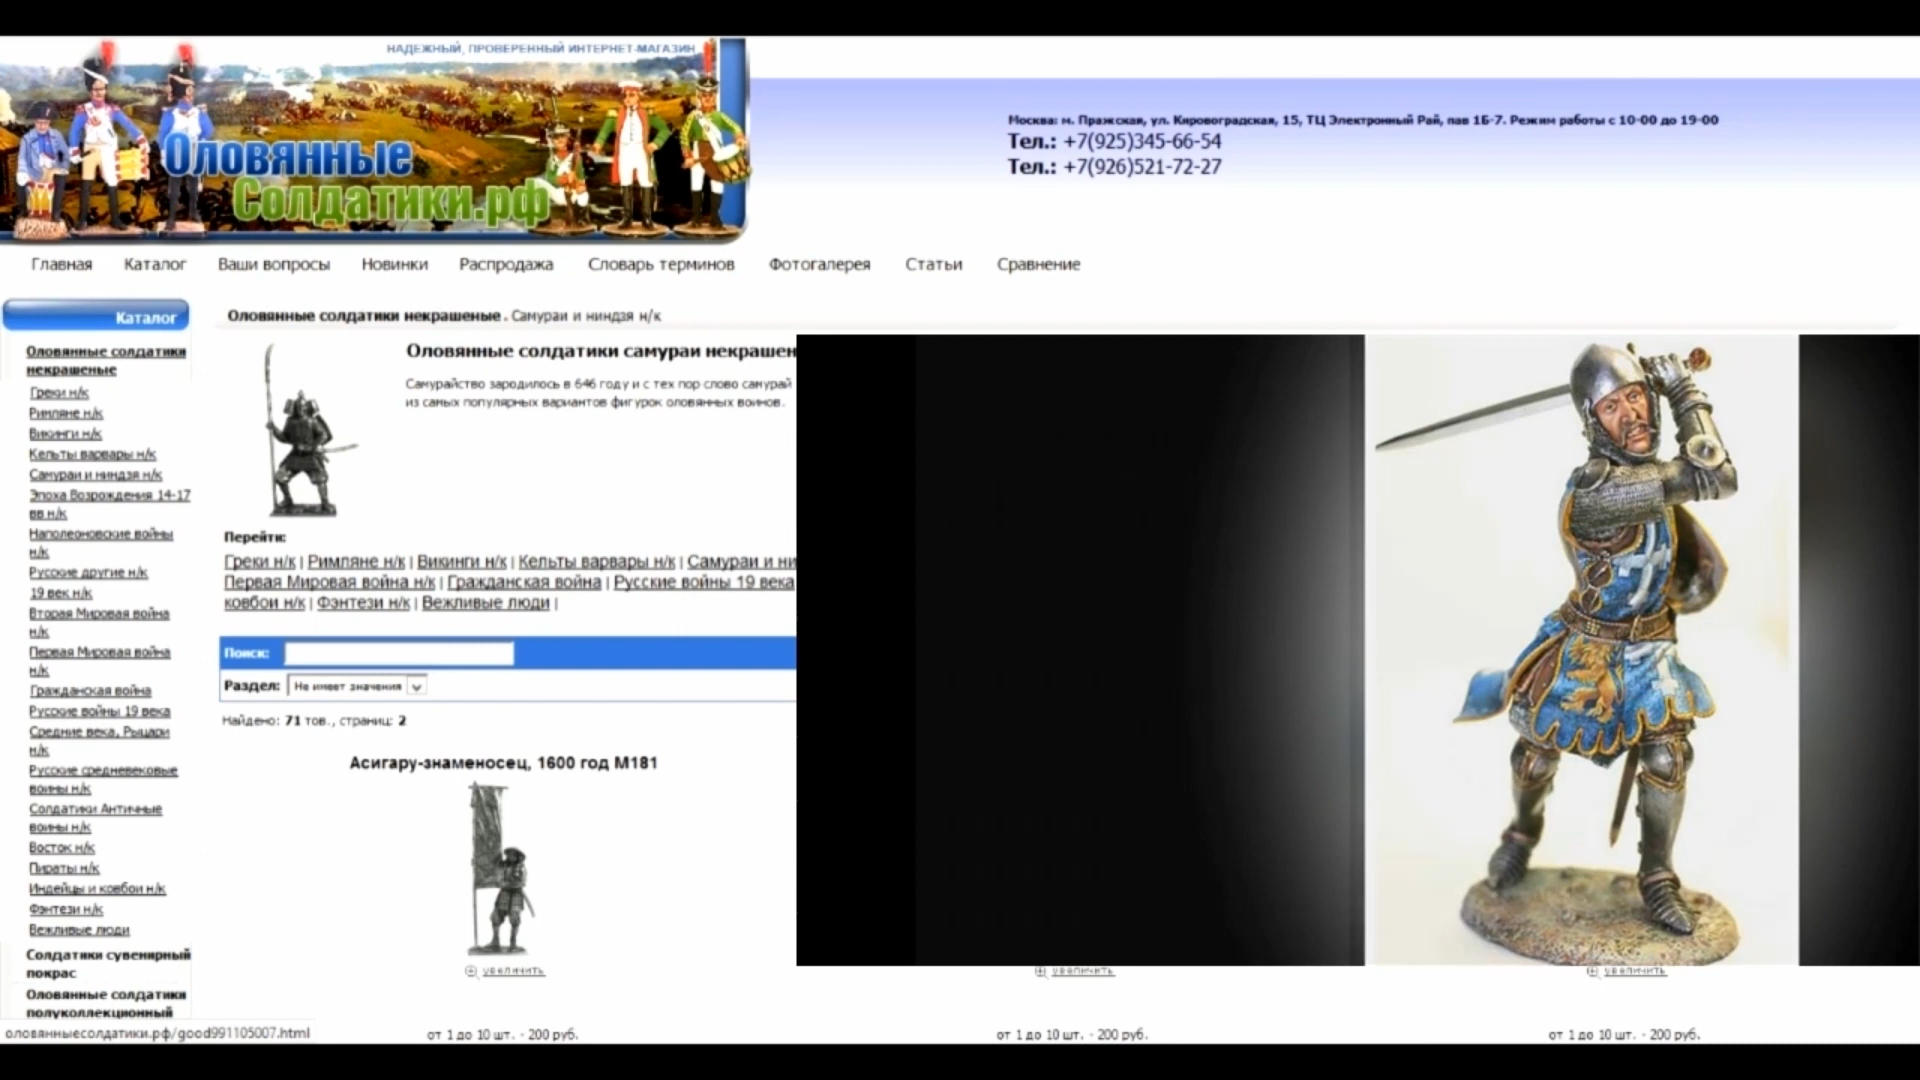 НАДЕЖНЫЙ, ПРОВЕРЕННЫЙ ИНТЕРНЕТ-МАГАЗИН
Оловянные
Солдатики.рф
Москва: м. Пражская, ул. Кировоградская, 15, ТЦ Электронный Рай, пав 1Б-7. Режим работы с 10-00 до 19-00
Тел.: +7(925)345-66-54
Тел.: +7(926)521-72-27
Главная Каталог Ваши вопросы Новинки Распродажа Словарь терминов Фотогалерея Статьи Сравнение
Каталог
Оловянные солдатики
некрашеные
Греки н/к
Римляне н/к
Викинги н/к
Кельты варвары н/к
Самураи и ниндзя н/к
Эпоха Возрождения 14-17
вв н/к
Наполеоновские войны
н/к
Русские другие н/к
19 век н/к
Вторая Мировая война
н/к
Первая Мировая война
н/к
Гражданская война
Русские войны 19 века
Средние века, Рыцари
н/к
Русские средневековые
воины н/к
Солдатики Античные
воины н/к
Восток н/к
Пираты н/к
Индейцы и ковбои н/к
Фэнтези н/к
Вежливые люди
Солдатики сувенирный
покрас
Оловянные солдатики
полуколлекционный
оловянныесолдатики.рф/good991105007.html
Оловянные солдатики некрашеные . Самураи и ниндзя н/к
Оловянные солдатики самураи некрашен
Самурайство зародилось в 646 году и с тех пор слово самурай
из самых популярных вариантов фигурок оловянных воинов.
Перейти:
Греки н/к | Римляне н/к | Викинги н/к | Кельты варвары н/к | Самураи и ни
Первая Мировая война н/к | Гражданская война | Русские войны 19 века
ковбои н/к | Фэнтези н/к | Вежливые люди |
Поиск:
Раздел: Не имеет значения
Найдено: 71 тов., страниц: 2
Асигару-знаменосец, 1600 год М181
увеличить увеличить увеличить
от 1 до 10 шт. - 200 руб. от 1 до 10 шт. - 200 руб. от 1 до 10 шт. - 200 руб.